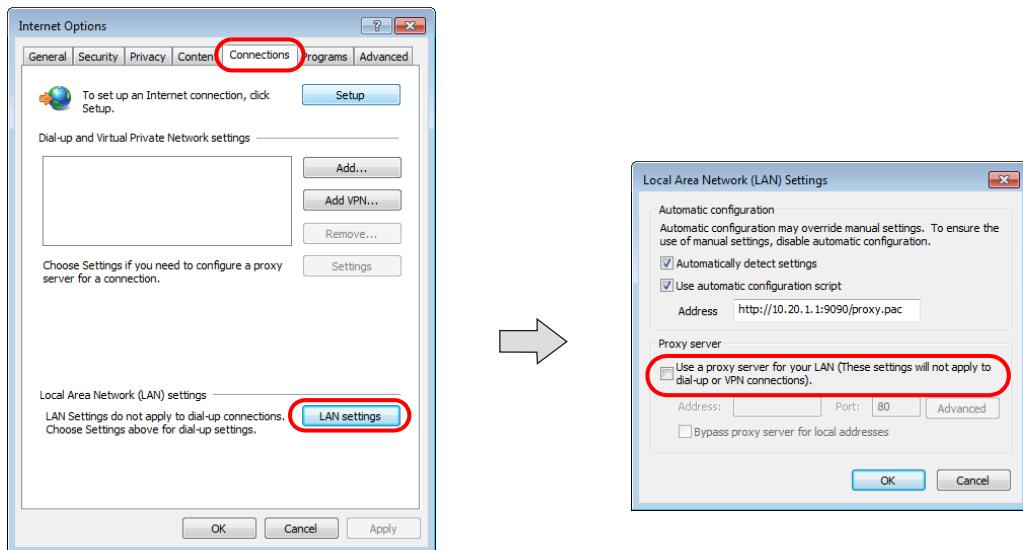 Internet Options
General Security Privacy Conten Connections rograms Advanced
To set up an Internet connection, click
Setup.
Setup
Dial-up and Virtual Private Network settings
Add...
Add VPN...
Remove...
Choose Settings if you need to configure a proxy
server for a connection.
Settings
Local Area Network (LAN) settings
LAN Settings do not apply to dial-up connections.
Choose Settings above for dial-up settings.
LAN settings
OK Cancel Apply
Local Area Network (LAN) Settings
Automatic configuration
Automatic configuration may override manual settings. To ensure the
use of manual settings, disable automatic configuration.
Automatically detect settings
Use automatic configuration script
Address http://10.20.1.1:9090/proxy.pac
Proxy server
Use a proxy server for your LAN (These settings will not apply to
dial-up or VPN connections).
Address: Port: 80 Advanced
Bypass proxy server for local addresses
OK Cancel